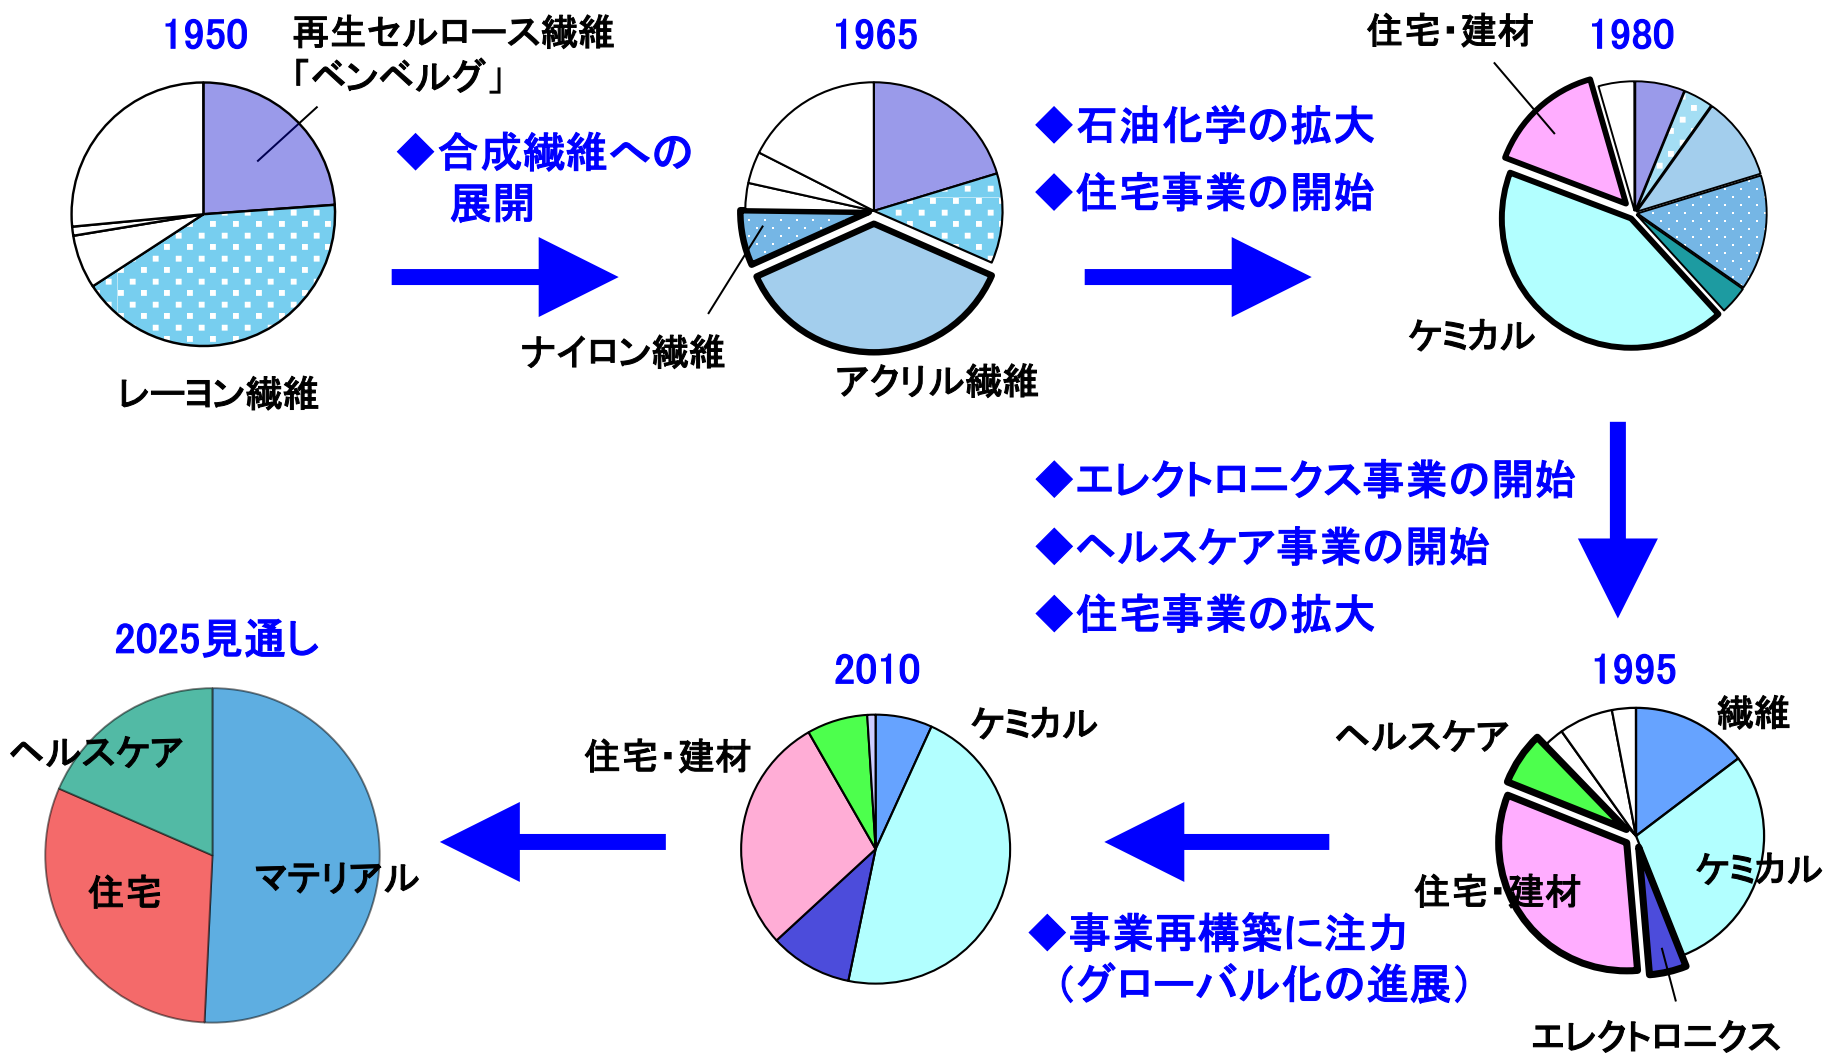 1950
再生セルロース繊維
「ベンベルグ」
レーヨン繊維
◆合成繊維への
展開
1965
ナイロン繊維
アクリル繊維
◆石油化学の拡大
◆住宅事業の開始
住宅・建材
1980
ケミカル
◆エレクトロニクス事業の開始
◆ヘルスケア事業の開始
◆住宅事業の拡大
1995
繊維
ヘルスケア
ケミカル
住宅・建材
エレクトロニクス
◆事業再構築に注力
（グローバル化の進展）
2010
ケミカル
住宅・建材
2025見通し
ヘルスケア
マテリアル
住宅